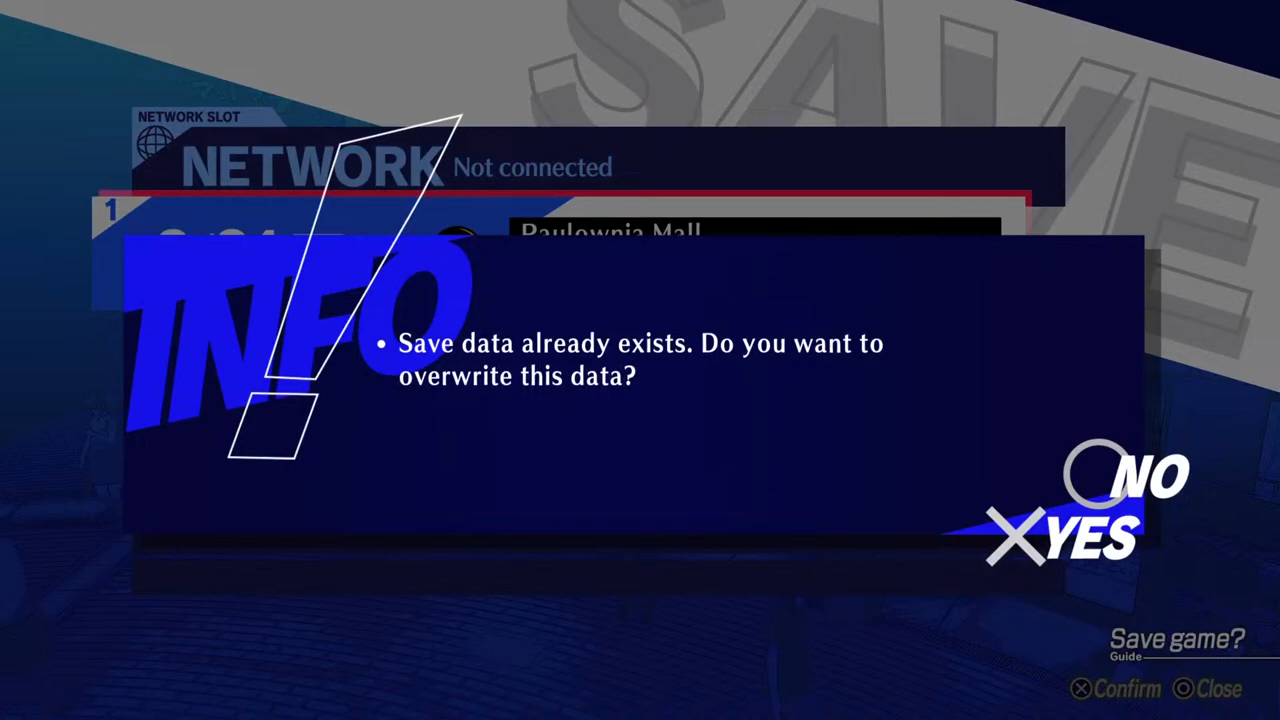 SAVE
NETWORK SLOT
NETWORK Not connected
1
Paulownia Mall
INFO
• Save data already exists. Do you want to
overwrite this data?
NO
YES
Save game?
Guide
Confirm Close